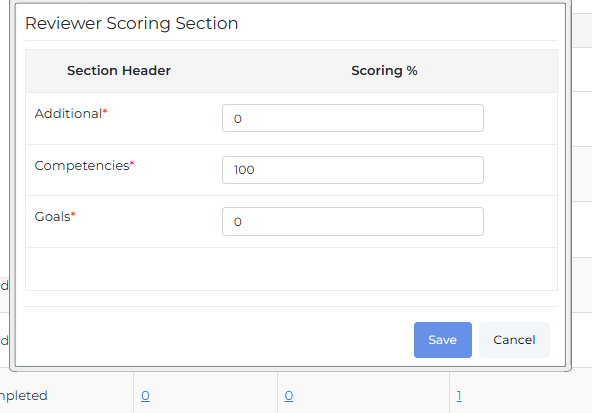 Reviewer Scoring Section
Section Header Scoring %
Additional* 0
Competencies* 100
Goals* 0
d
Save Cancel
d
mpleted 0 0 1